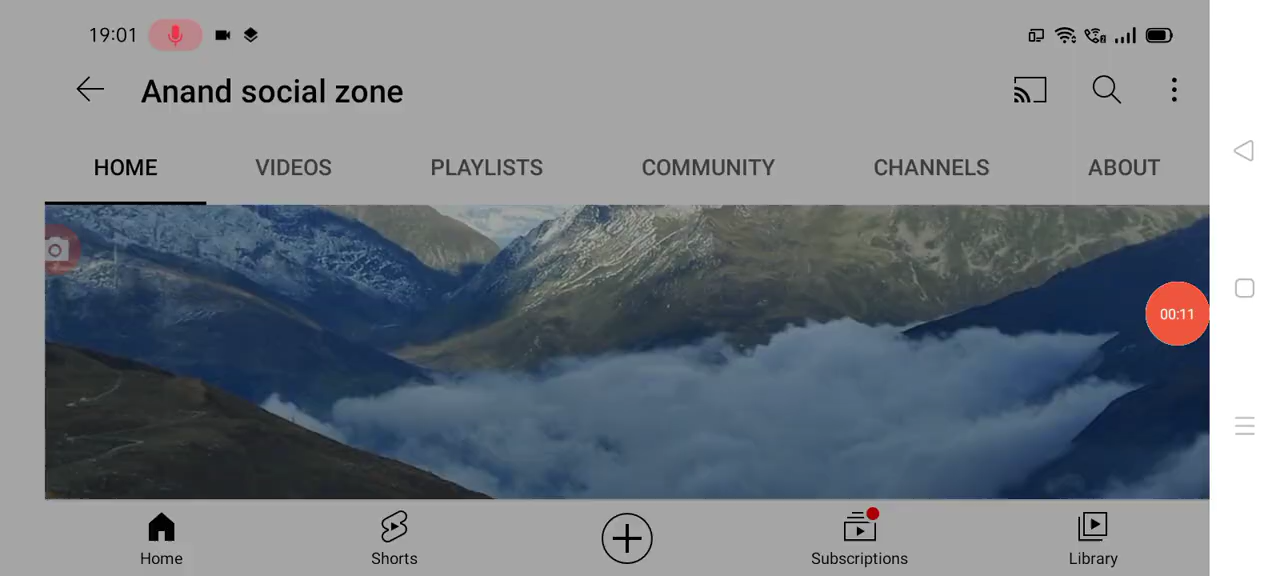 19:01
Anand social zone
HOME VIDEOS PLAYLISTS COMMUNITY CHANNELS ABOUT
00:11
Home Shorts Subscriptions Library